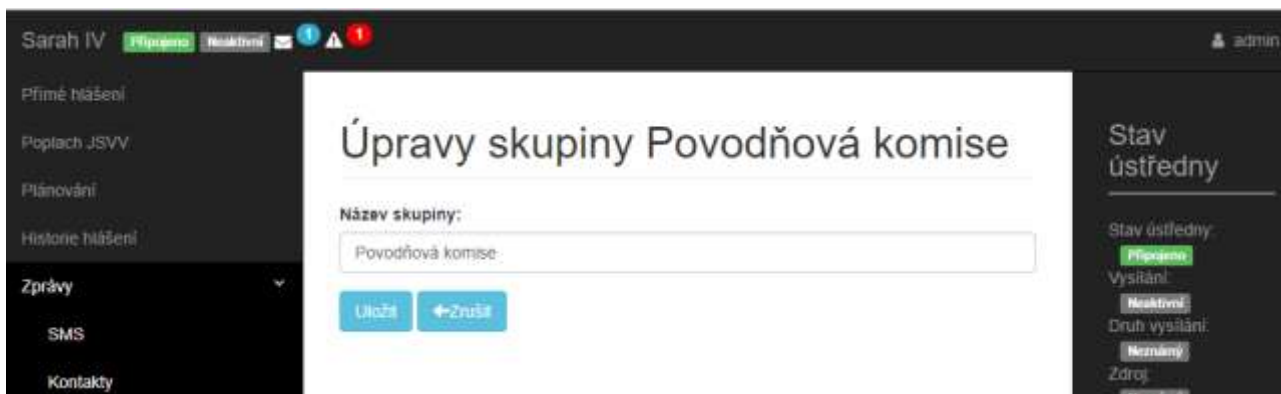 Sarah IV Připojeno Neaktivní 1 1 admin
Přímé hlášení
Poplach JSVV
Plánování
Historie hlášení
Zprávy
SMS
Kontakty
Úpravy skupiny Povodňová komise
Název skupiny:
Povodňová komise
Uložit Zrušit
Stav
ústředny
Stav ústředny:
Připojeno
Vysílání:
Neaktivní
Druh vysílání:
Neznámý
Zdroj: